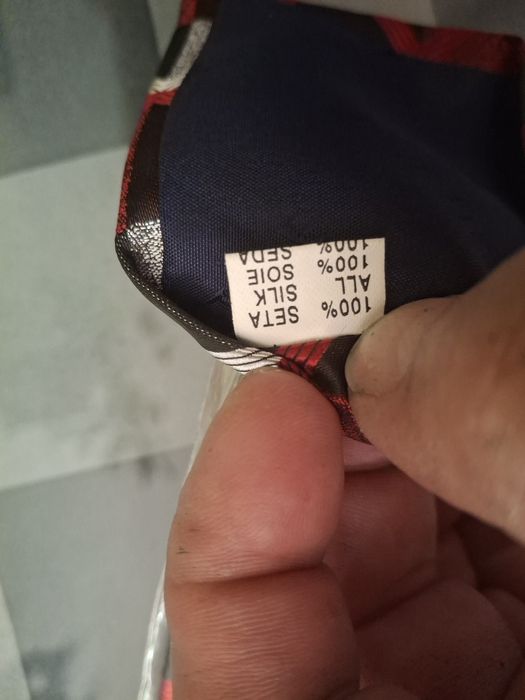 100% SETA
ALL SILK
100% SOIE
100% SEDA